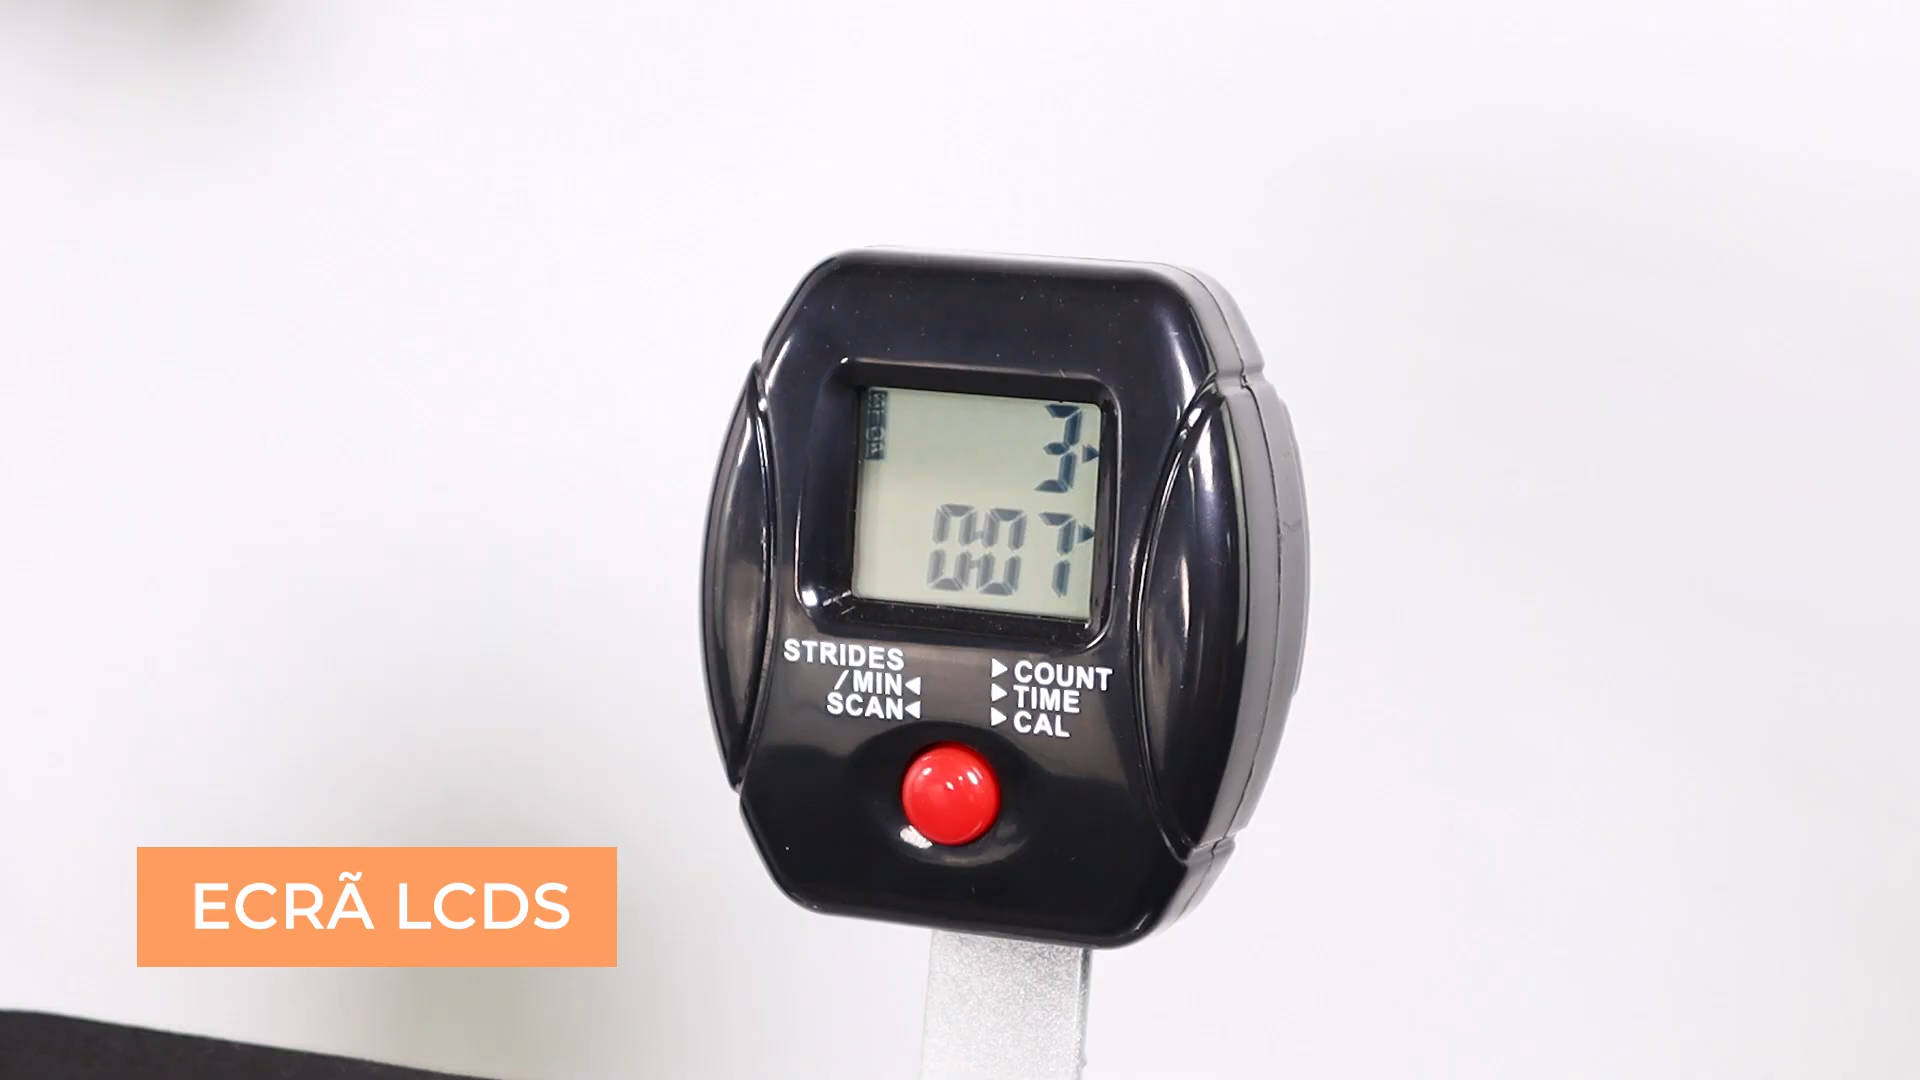 3
0:07
STRIDES
/MIN◀
SCAN◀
▶COUNT
▶TIME
▶CAL
ECRÃ LCDS